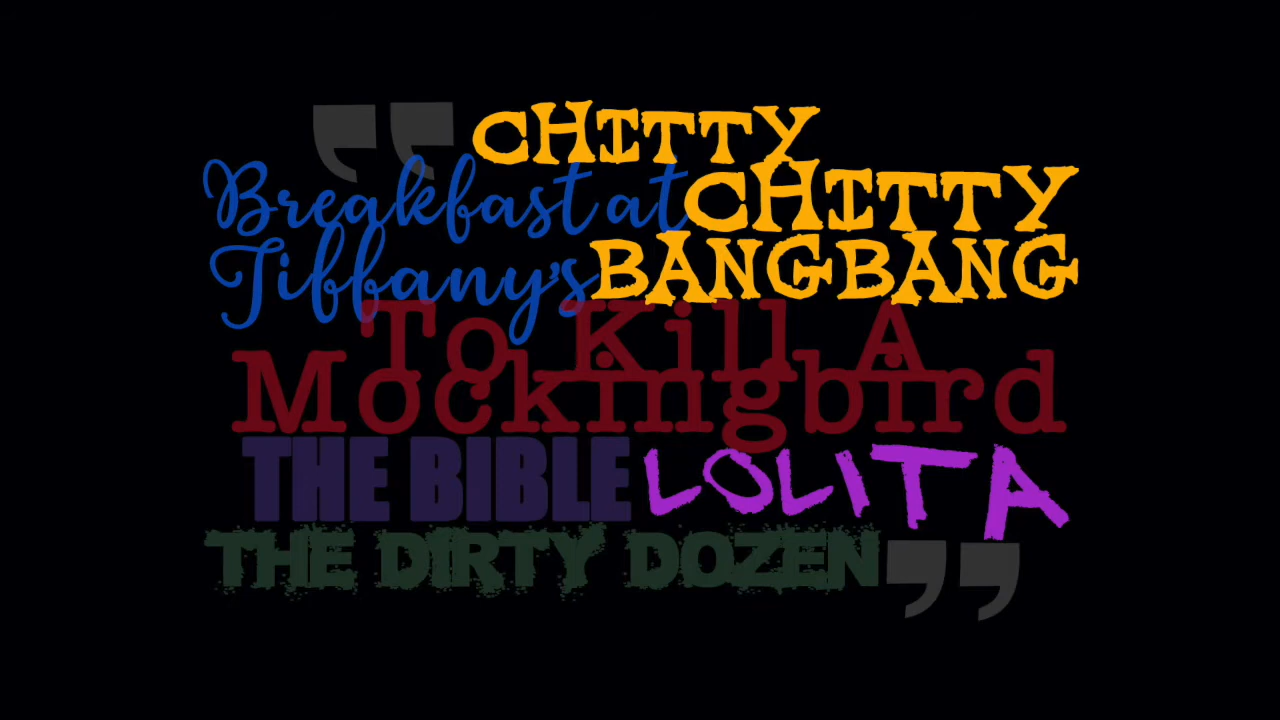 CHITTY
Breakfast at CHITTY
Tiffany's BANGBANG
To Kill A
Mockingbird
THE BIBLE LOLITA
THE DIRTY DOZEN